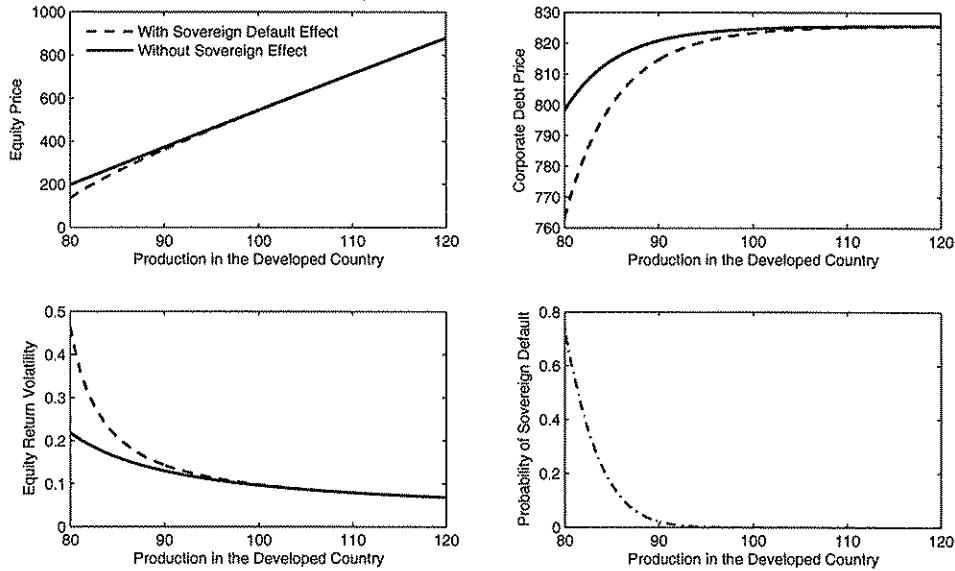 1000
800
600
400
200
0
Equity Price
With Sovereign Default Effect
Without Sovereign Effect
80 90 100 110 120
Production in the Developed Country
830
820
810
800
790
780
770
760
Corporate Debt Price
80 90 100 110 120
Production in the Developed Country
0.5
0.4
0.3
0.2
0.1
0
Equity Return Volatility
80 90 100 110 120
Production in the Developed Country
0.8
0.6
0.4
0.2
0
Probability of Sovereign Default
80 90 100 110 120
Production in the Developed Country